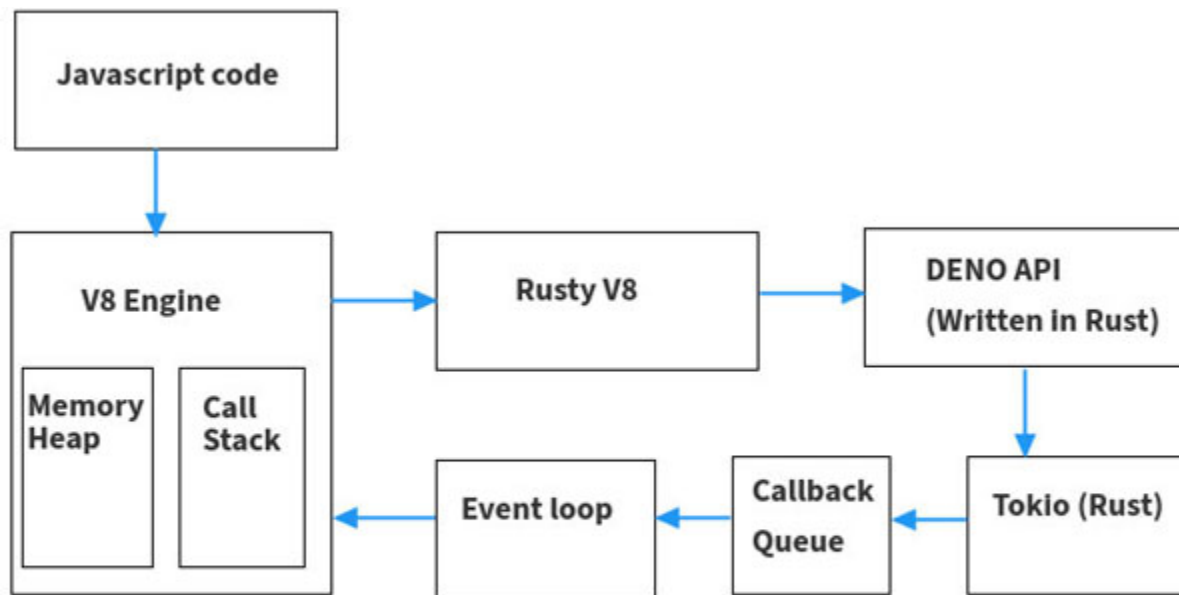 Javascript code
V8 Engine
Rusty V8
DENO API
(Written in Rust)
Memory
Heap
Call
Stack
Event loop
Callback
Queue
Tokio (Rust)